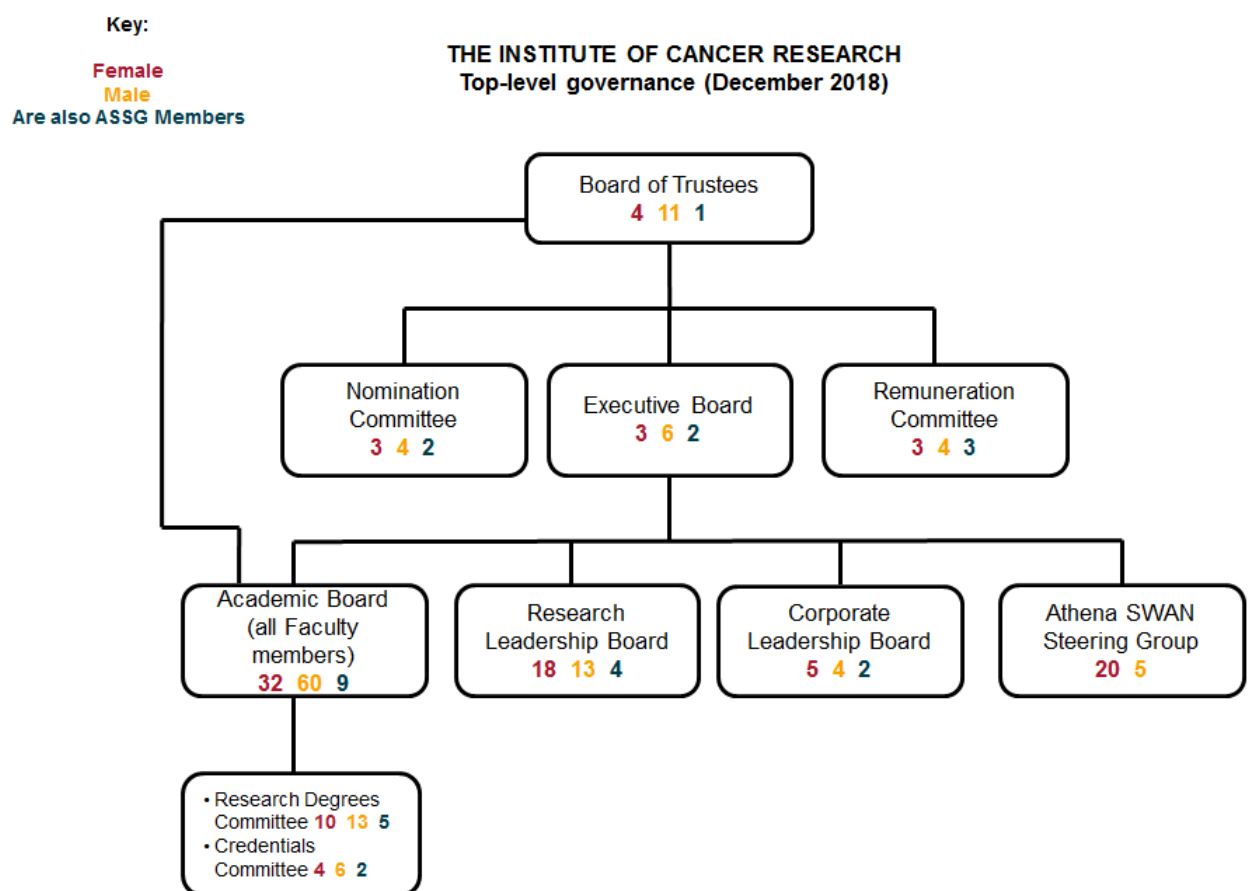 Key:
Female
Male
Are also ASSG Members
THE INSTITUTE OF CANCER RESEARCH
Top-level governance (December 2018)
Board of Trustees
4 11 1
Nomination
Committee
3 4 2
Executive Board
3 6 2
Remuneration
Committee
3 4 3
Academic Board
(all Faculty
members)
32 60 9
Research
Leadership Board
18 13 4
Corporate
Leadership Board
5 4 2
Athena SWAN
Steering Group
20 5
• Research Degrees
Committee 10 13 5
• Credentials
Committee 4 6 2